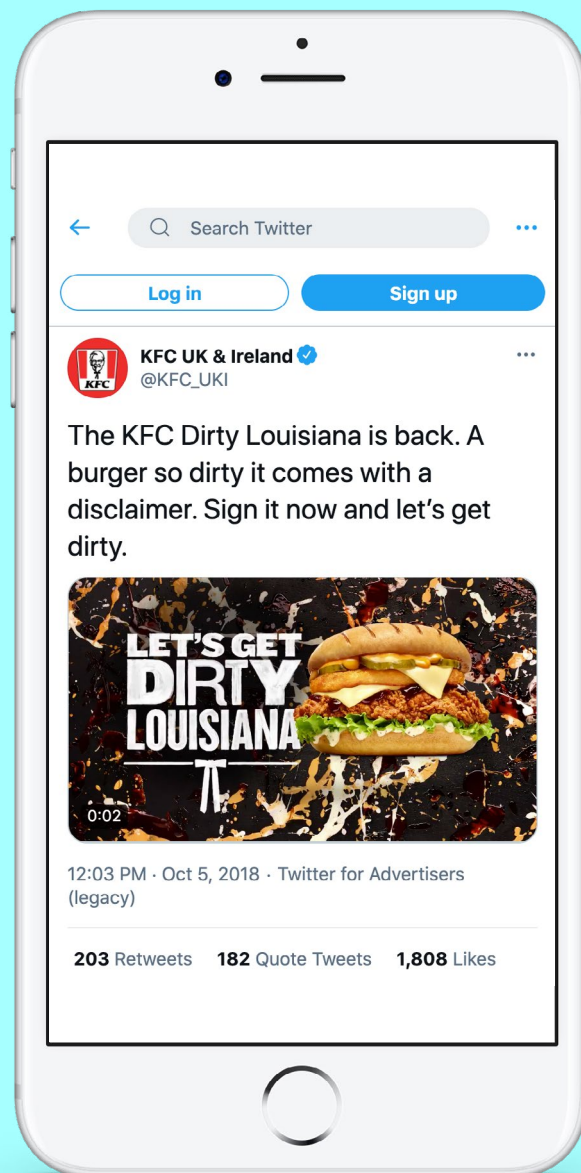 Search Twitter
Log in
Sign up
KFC
KFC UK & Ireland
@KFC_UKI
The KFC Dirty Louisiana is back. A
burger so dirty it comes with a
disclaimer. Sign it now and let’s get
dirty.
LET'S GET
DIRTY
LOUISIANA
0:02
12:03 PM · Oct 5, 2018 · Twitter for Advertisers
(legacy)
203 Retweets 182 Quote Tweets 1,808 Likes